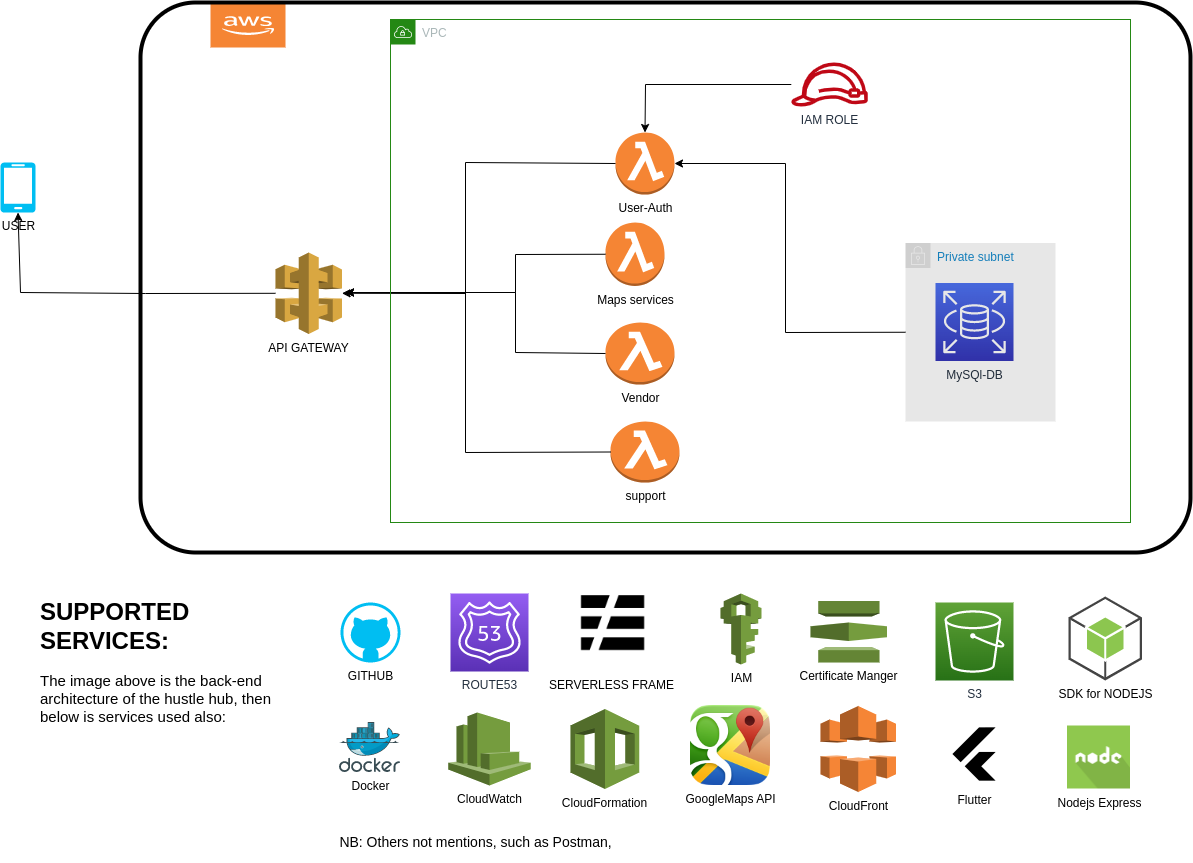 aws
VPC
IAM ROLE
USER
User-Auth
Private subnet
Maps services
API GATEWAY
MySQl-DB
Vendor
support
SUPPORTED
SERVICES:
The image above is the back-end
architecture of the hustle hub, then
below is services used also:
GITHUB
53
ROUTE53
SERVERLESS FRAME
IAM
Certificate Manger
S3
SDK for NODEJS
docker
Docker
CloudWatch
CloudFormation
g
GoogleMaps API
CloudFront
Flutter
node
Nodejs Express
NB: Others not mentions, such as Postman,